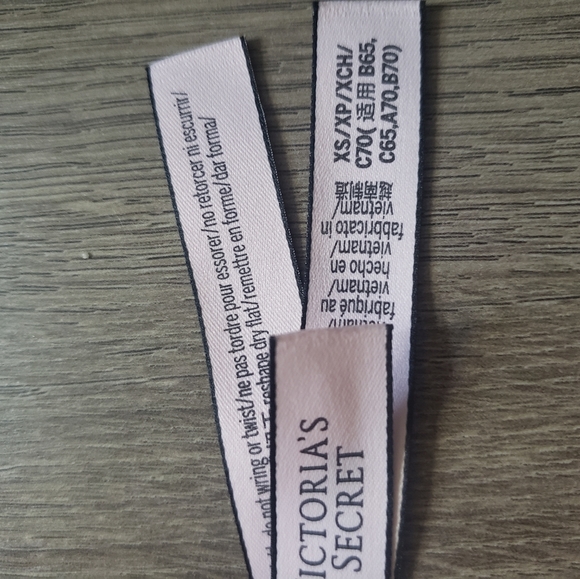 do not wring or twist/ne pas tordre pour essorer/no retorcer ni escurrir/
reshape dry flat/remettre en forme/dar forma/
XS/XP/XCH/
C70( 适用 B65,
C65,A70,B70)
fabriqué au
vietnam/
hecho en
vietnam/
fabbricato in
vietnam/
越南制造
VICTORIA'S
SECRET